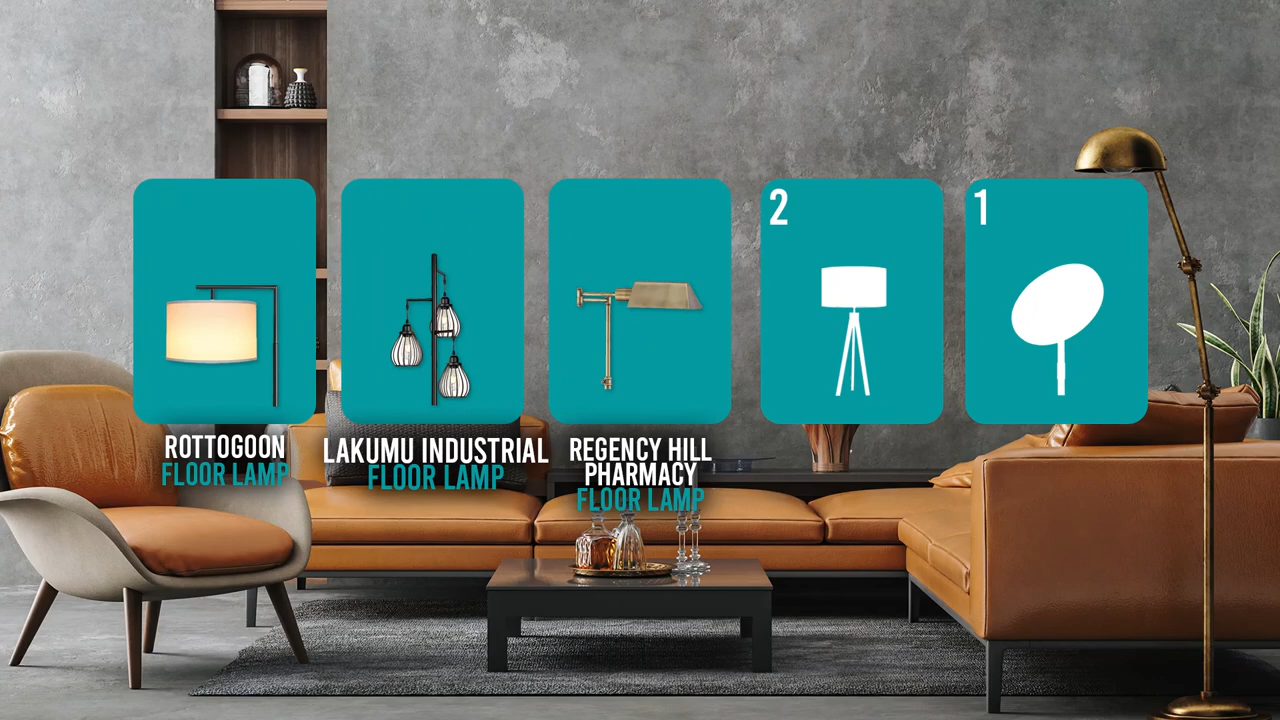 2
1
ROTTOGOON
FLOOR LAMP
LAKUMU INDUSTRIAL
FLOOR LAMP
REGENCY HILL
PHARMACY
FLOOR LAMP